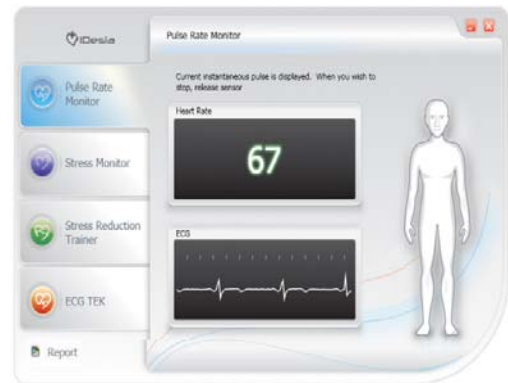 iDesia
Pulse Rate Monitor
Pulse Rate
Monitor
Stress Monitor
Stress Reduction
Trainer
ECG TEK
Report
Current instantaneous pulse is displayed. When you wish to
stop, release sensor
Heart Rate
67
ECG